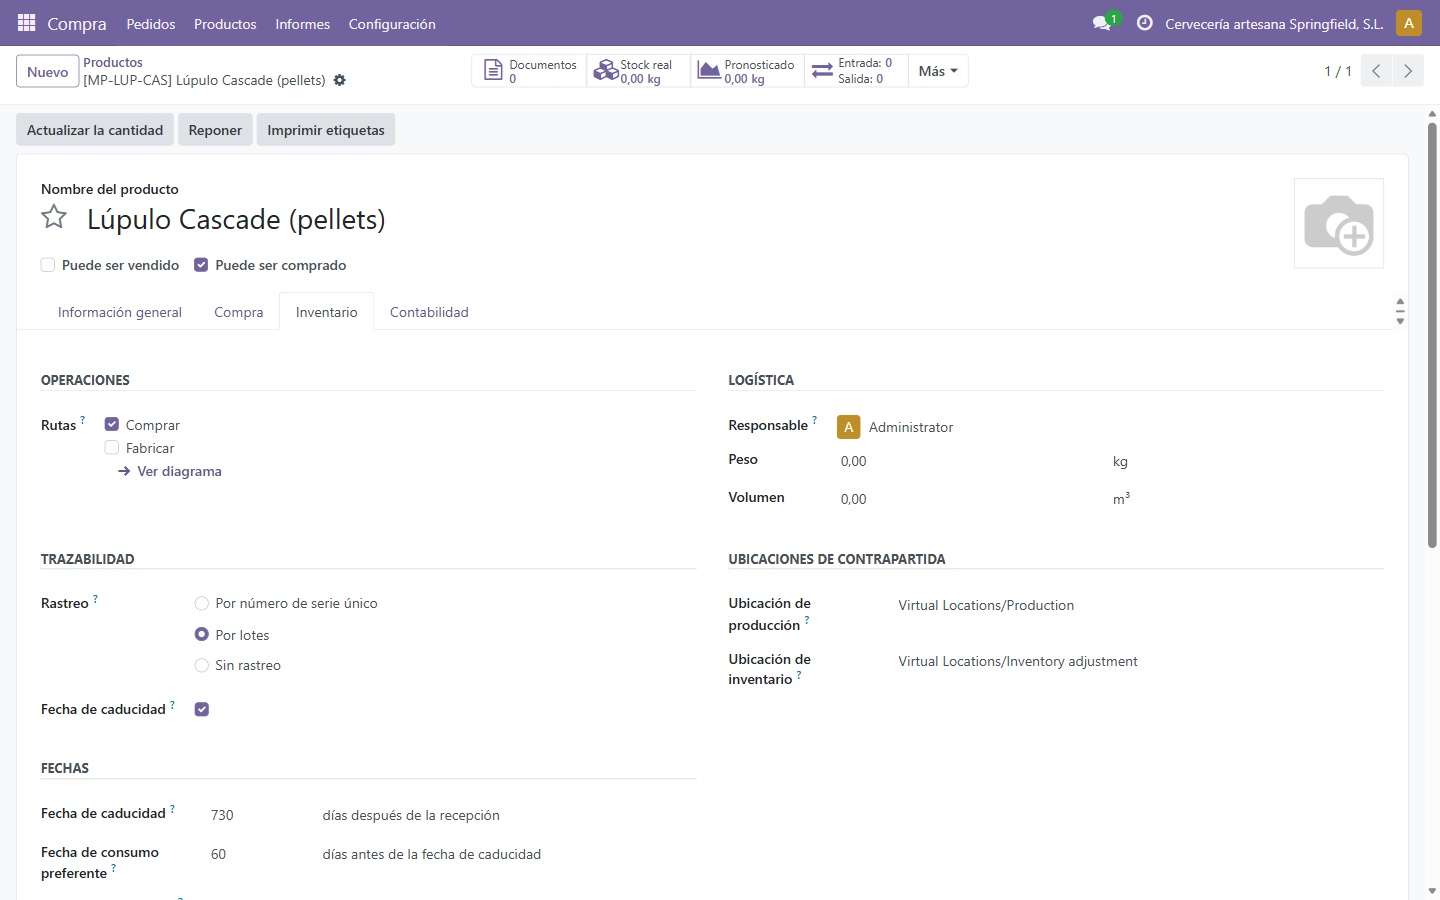 Compra
Pedidos
Productos
Informes
Configuración
1
Cervecería artesana Springfield, S.L.
A
Nuevo
Productos
[MP-LUP-CAS] Lúpulo Cascade (pellets)
Documentos
0
Stock real
0,00 kg
Pronosticado
0,00 kg
Entrada: 0
Salida: 0
Más
1 / 1
Actualizar la cantidad
Reponer
Imprimir etiquetas
Nombre del producto
Lúpulo Cascade (pellets)
Puede ser vendido
Puede ser comprado
Información general
Compra
Inventario
Contabilidad
OPERACIONES
Rutas ?
Comprar
Fabricar
Ver diagrama
LOGÍSTICA
Responsable ?
A Administrator
Peso
0,00
kg
Volumen
0,00
m³
TRAZABILIDAD
Rastreo ?
Por número de serie único
Por lotes
Sin rastreo
Fecha de caducidad ?
UBICACIONES DE CONTRAPARTIDA
Ubicación de
producción ?
Virtual Locations/Production
Ubicación de
inventario ?
Virtual Locations/Inventory adjustment
FECHAS
Fecha de caducidad ?
730
días después de la recepción
Fecha de consumo
preferente ?
60
días antes de la fecha de caducidad